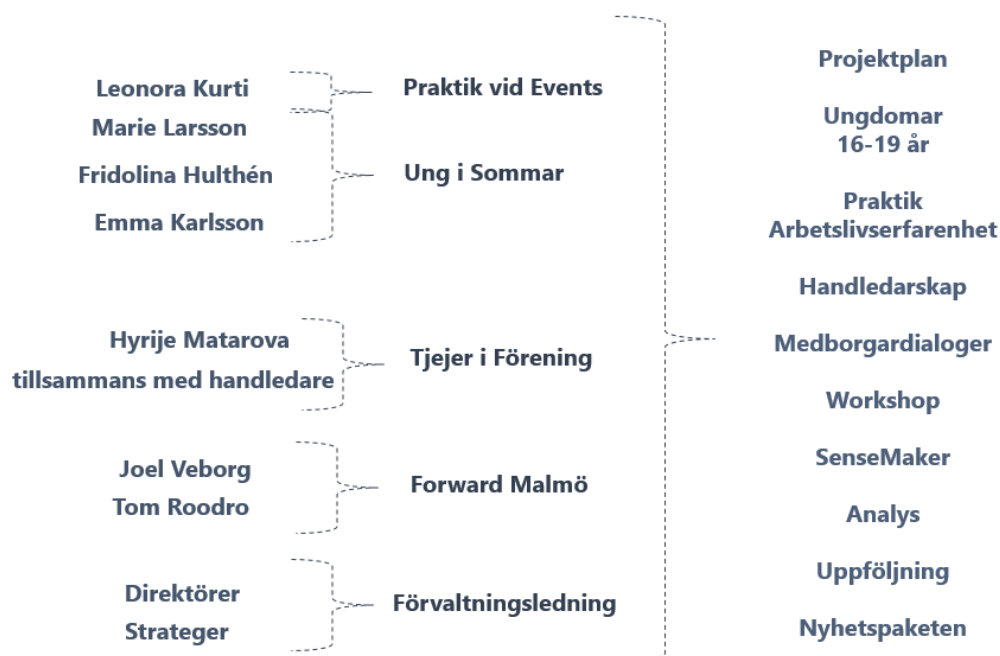 Leonora Kurti
Marie Larsson
Fridolina Hulthén
Emma Karlsson
Hyrije Matarova
tillsammans med handledare
Joel Veborg
Tom Roodro
Direktörer
Strateger
Praktik vid Events
Ung i Sommar
Tjejer i Förening
Forward Malmö
Förvaltningsledning
Projektplan
Ungdomar
16-19 år
Praktik
Arbetslivserfarenhet
Handledarskap
Medborgardialoger
Workshop
SenseMaker
Analys
Uppföljning
Nyhetspaketen